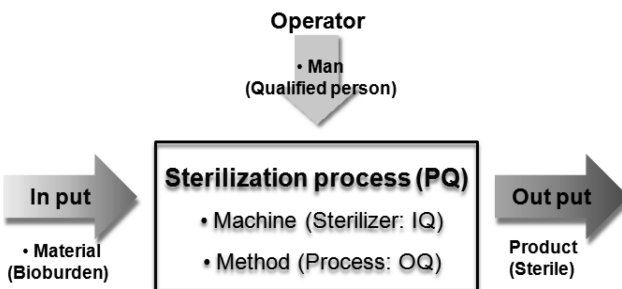 Operator
• Man
(Qualified person)
In put
• Material
(Bioburden)
Sterilization process (PQ)
• Machine (Sterilizer: IQ)
• Method (Process: OQ)
Out put
Product
(Sterile)